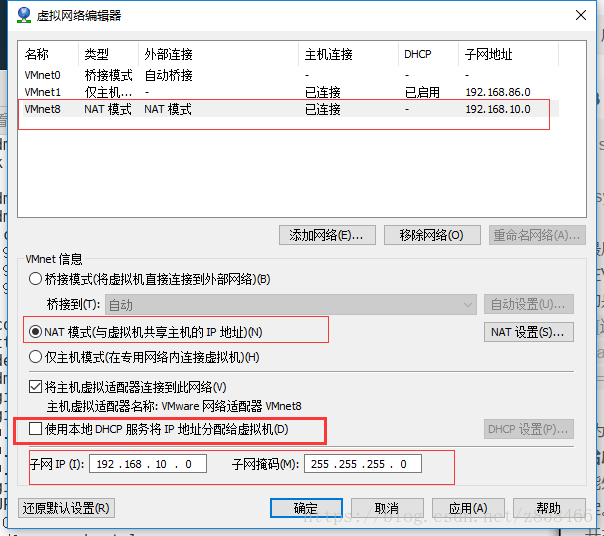 虚拟网络编辑器
名称 类型 外部连接 主机连接 DHCP 子网地址
VMnet0 桥接模式 自动桥接 - - -
VMnet1 仅主机... - 已连接 已启用 192.168.86.0
VMnet8 NAT 模式 NAT 模式 已连接 - 192.168.10.0
添加网络(E)... 移除网络(O) 重命名网络(A)...
VMnet 信息
桥接模式(将虚拟机直接连接到外部网络)(B)
桥接到(T): 自动 自动设置(U)...
NAT 模式(与虚拟机共享主机的 IP 地址)(N) NAT 设置(S)...
仅主机模式(在专用网络内连接虚拟机)(H)
将主机虚拟适配器连接到此网络(V)
主机虚拟适配器名称: VMware 网络适配器 VMnet8
使用本地 DHCP 服务将 IP 地址分配给虚拟机(D) DHCP 设置(P)...
子网 IP (I): 192 . 168 . 10 . 0 子网掩码(M): 255 . 255 . 255 . 0
还原默认设置(R) 确定 取消 应用(A) 帮助